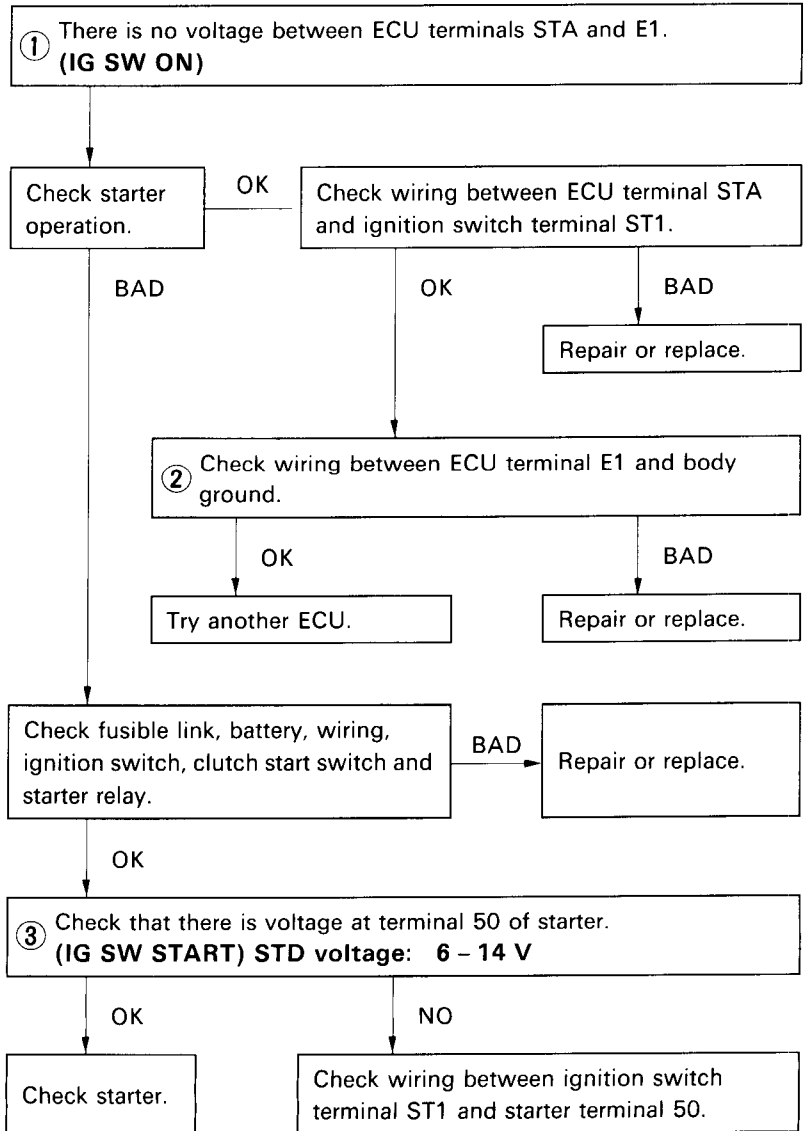 ① There is no voltage between ECU terminals STA and E1.
(IG SW ON)
Check starter
operation.
OK
Check wiring between ECU terminal STA
and ignition switch terminal ST1.
BAD
OK
BAD
Repair or replace.
② Check wiring between ECU terminal E1 and body
ground.
OK
BAD
Try another ECU.
Repair or replace.
Check fusible link, battery, wiring,
ignition switch, clutch start switch and
starter relay.
BAD
Repair or replace.
OK
③ Check that there is voltage at terminal 50 of starter.
(IG SW START) STD voltage: 6 – 14 V
OK
NO
Check starter.
Check wiring between ignition switch
terminal ST1 and starter terminal 50.